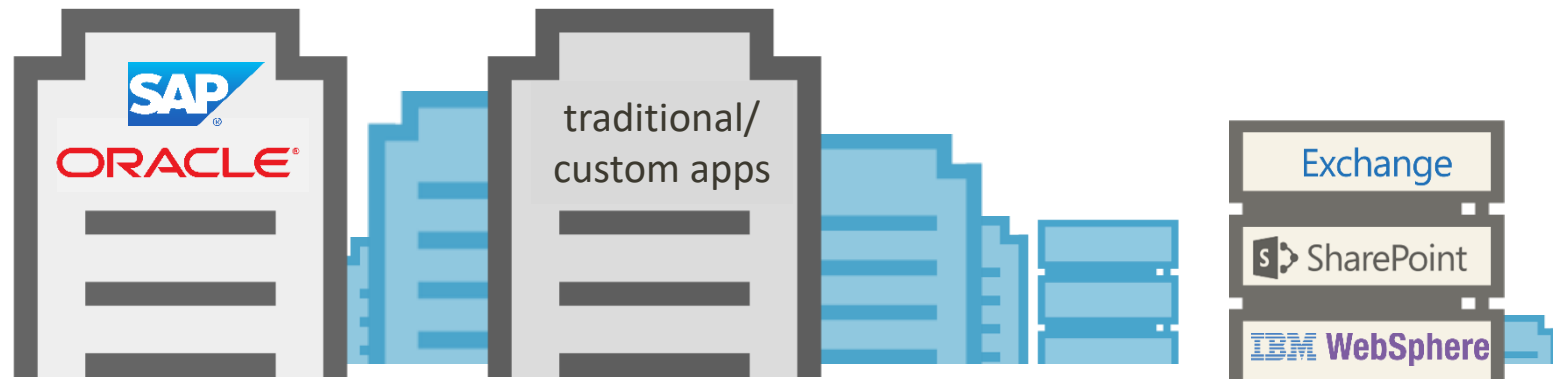 SAP
®
ORACLE®
traditional/
custom apps
Exchange
S SharePoint
IBM WebSphere